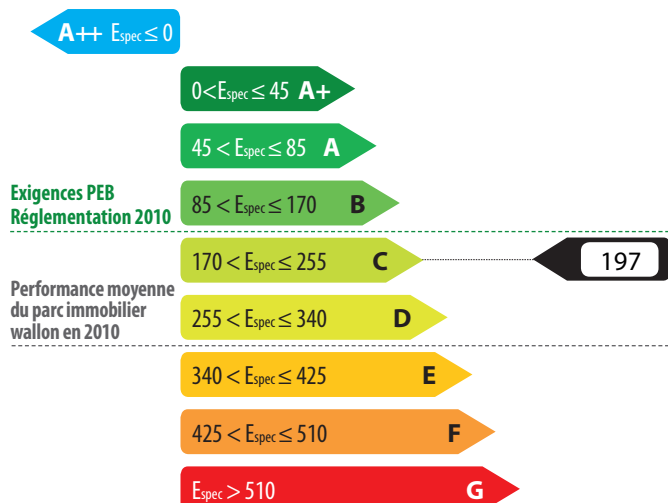 A++ Espec ≤ 0
0<Espec ≤ 45 A+
45 < Espec ≤ 85 A
Exigences PEB
Réglementation 2010
85 < Espec ≤ 170 B
170 < Espec ≤ 255 C
197
Performance moyenne
du parc immobilier
wallon en 2010
255 < Espec ≤ 340 D
340 < Espec ≤ 425 E
425 < Espec ≤ 510 F
Espec > 510 G